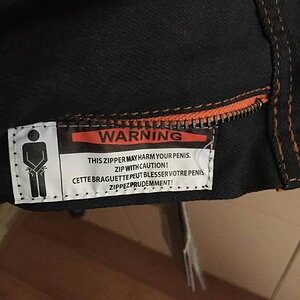 WARNING
THIS ZIPPER MAY HARM YOUR PENIS.
ZIP WITH CAUTION!
CETTE BRAGUETTE PEUT BLESSER VOTRE PENIS
ZIPPEZ PRUDEMMENT!